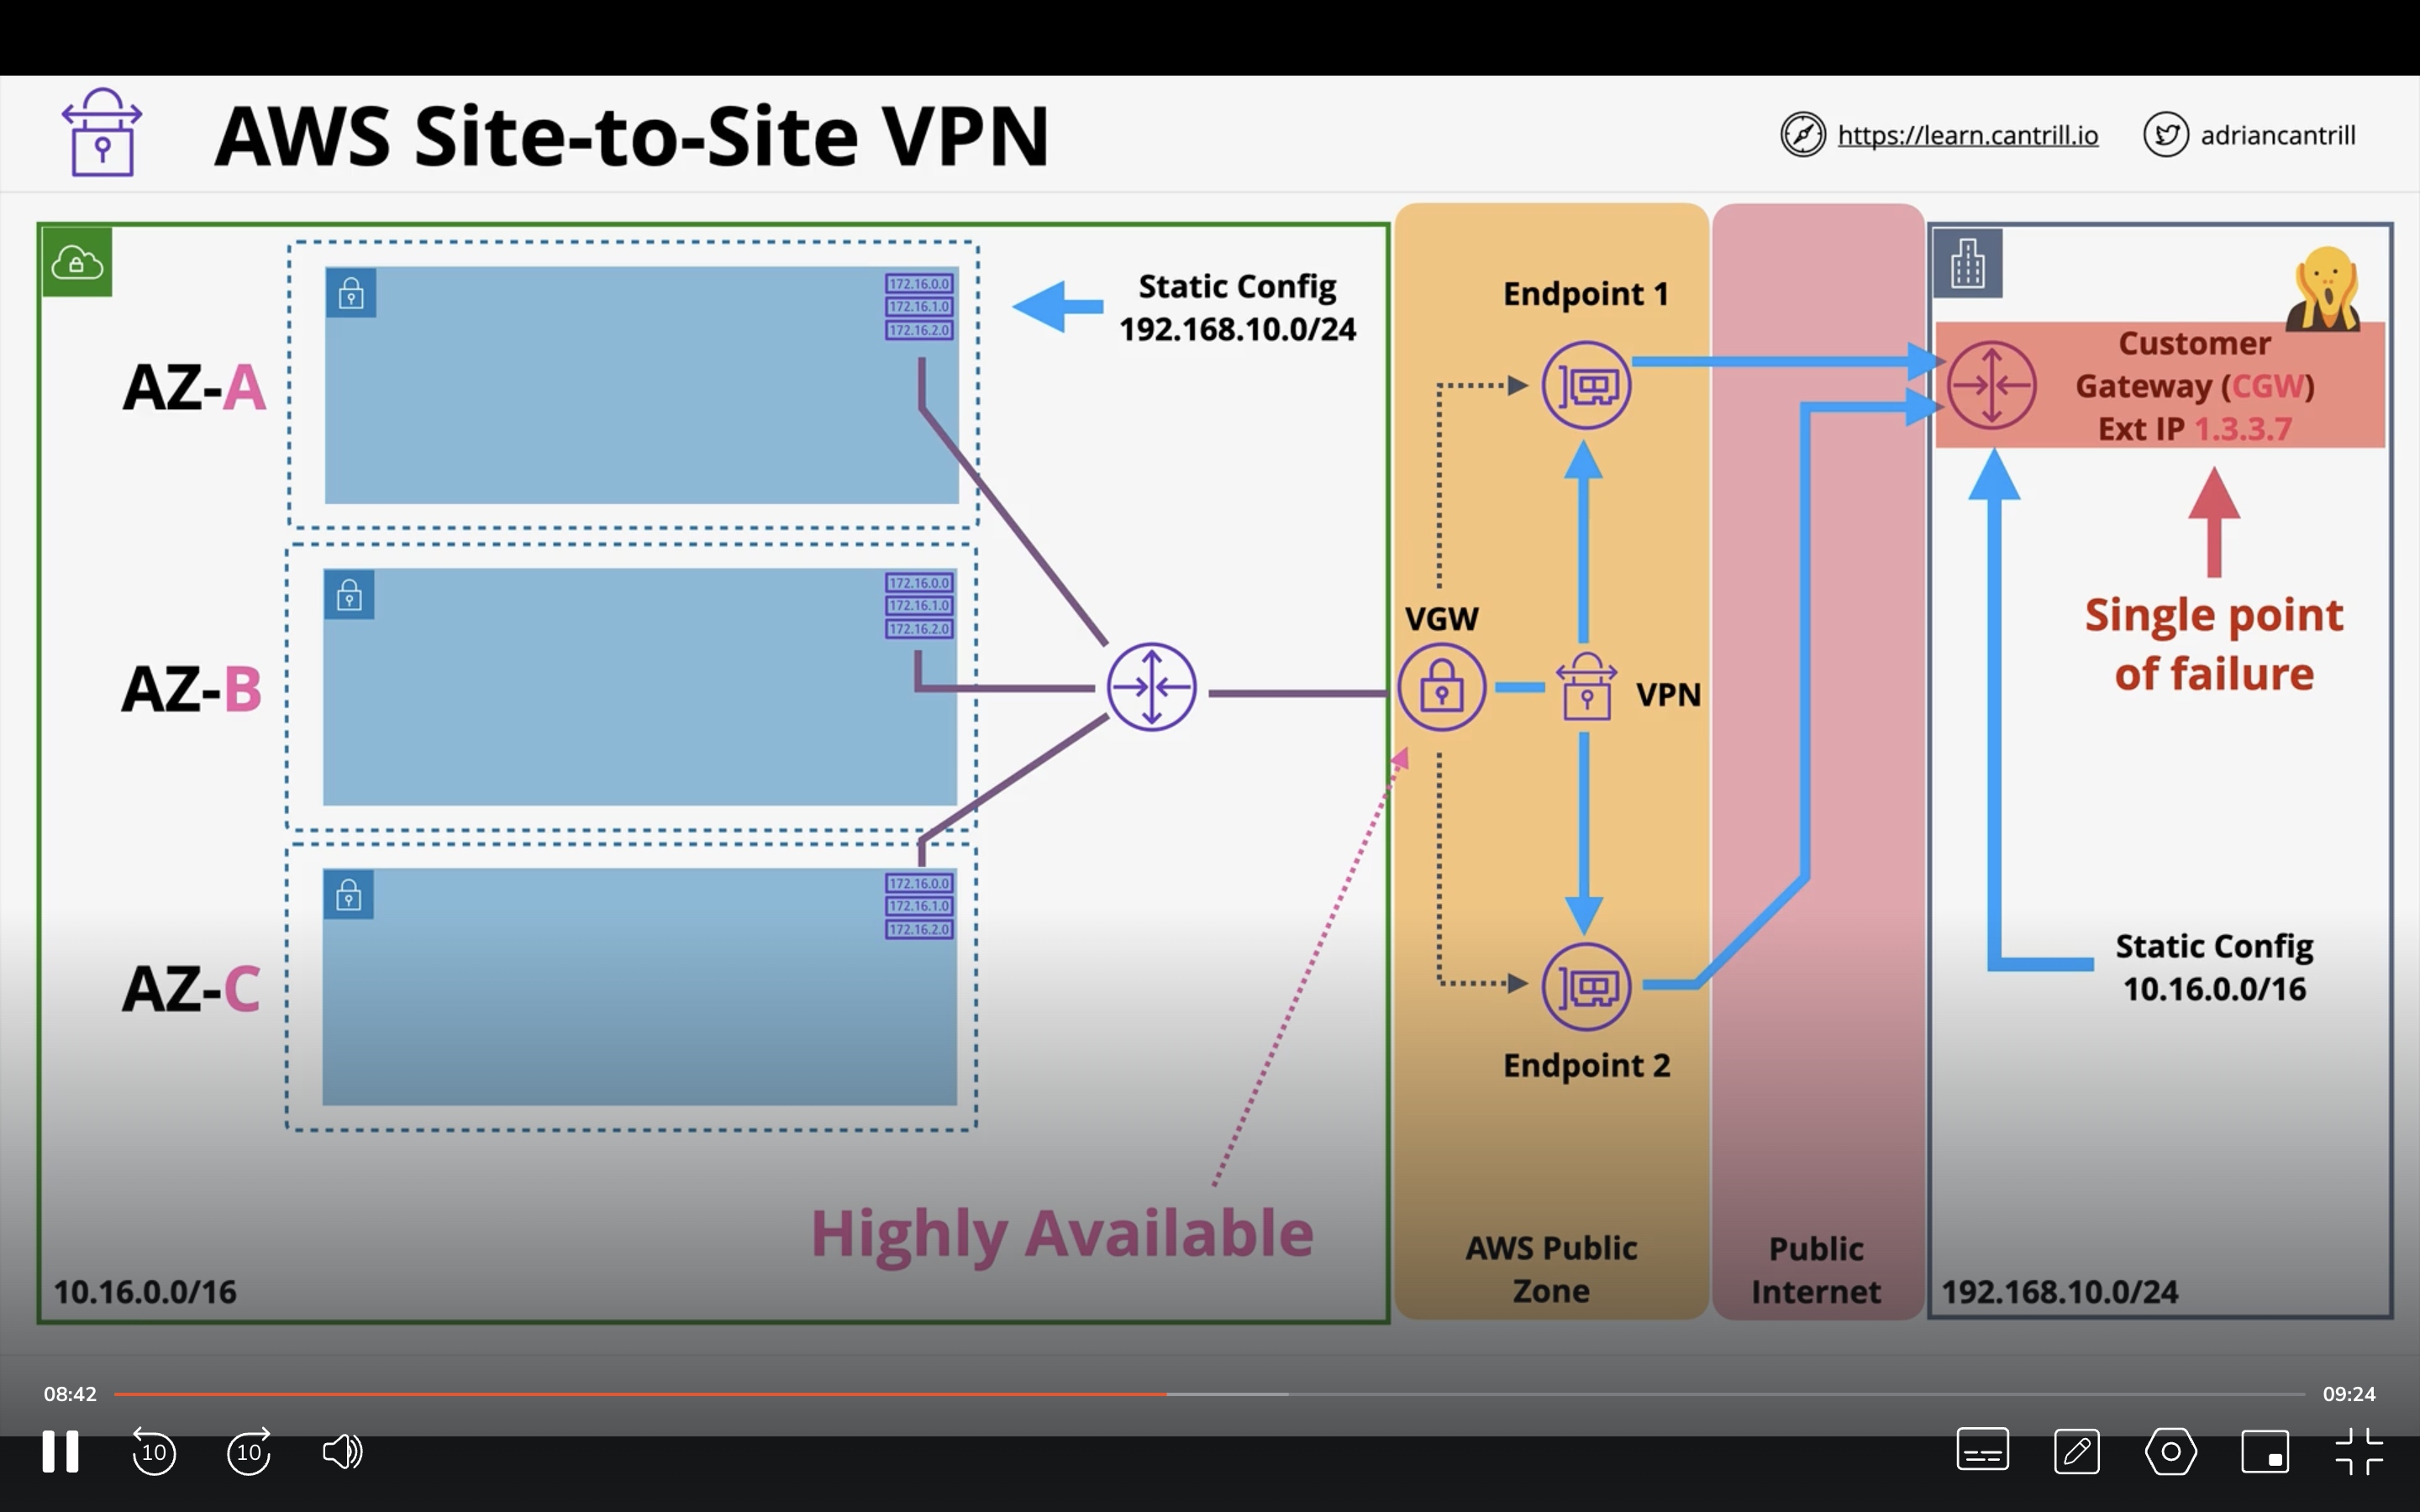 AWS Site-to-Site VPN
https://learn.cantrill.io
adriancantrill
172.16.0.0
172.16.1.0
172.16.2.0
Static Config
192.168.10.0/24
AZ-A
172.16.0.0
172.16.1.0
172.16.2.0
AZ-B
172.16.0.0
172.16.1.0
172.16.2.0
AZ-C
Highly Available
10.16.0.0/16
Endpoint 1
VGW
VPN
Endpoint 2
AWS Public
Zone
Public
Internet
Customer
Gateway (CGW)
Ext IP 1.3.3.7
Single point
of failure
Static Config
10.16.0.0/16
192.168.10.0/24
08:42
09:24
10
10